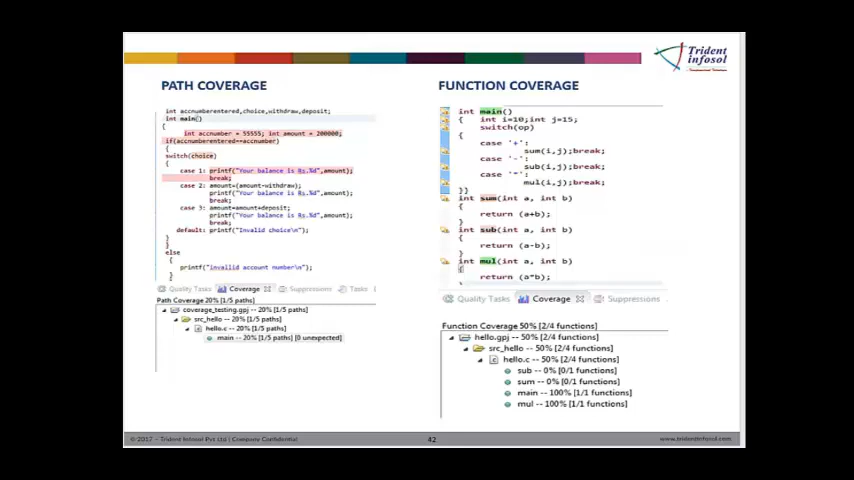 Trident
infosol
PATH COVERAGE
int accnumberentered,choice,withdraw,deposit;
int main()
{
int accnumber = 55555; int amount = 200000;
if(accnumberentered==accnumber)
{
switch(choice)
{
case 1: printf("Your balance is Rs.%d",amount);
break;
case 2: amount=(amount-withdraw);
printf("Your balance is Rs.%d",amount);
break;
case 3: amount=amount+deposit;
printf("Your balance is Rs.%d",amount);
break;
default: printf("Invalid choice\n");
}
}
else
{
printf("invalid account number\n");
}
Quality Tasks Coverage Suppressions Tasks
Path Coverage 20% [1/5 paths]
coverage_testing.gpj -- 20% [1/5 paths]
src_hello -- 20% [1/5 paths]
hello.c -- 20% [1/5 paths]
main -- 20% [1/5 paths] [0 unexpected]
FUNCTION COVERAGE
int main()
{ int i=10;int j=15;
switch(op)
{
case '+':
sum(i,j);break;
case '-':
sub(i,j);break;
case '*':
mul(i,j);break;
}}
int sum(int a, int b)
{
return (a+b);
}
int sub(int a, int b)
{
return (a-b);
}
int mul(int a, int b)
{
return (a*b);
Quality Tasks Coverage Suppressions
Function Coverage 50% [2/4 functions]
hello.gpj -- 50% [2/4 functions]
src_hello -- 50% [2/4 functions]
hello.c -- 50% [2/4 functions]
sub -- 0% [0/1 functions]
sum -- 0% [0/1 functions]
main -- 100% [1/1 functions]
mul -- 100% [1/1 functions]
© 2017 – Trident Infosol Pvt Ltd | Company Confidential
42
www.tridentinfosol.com